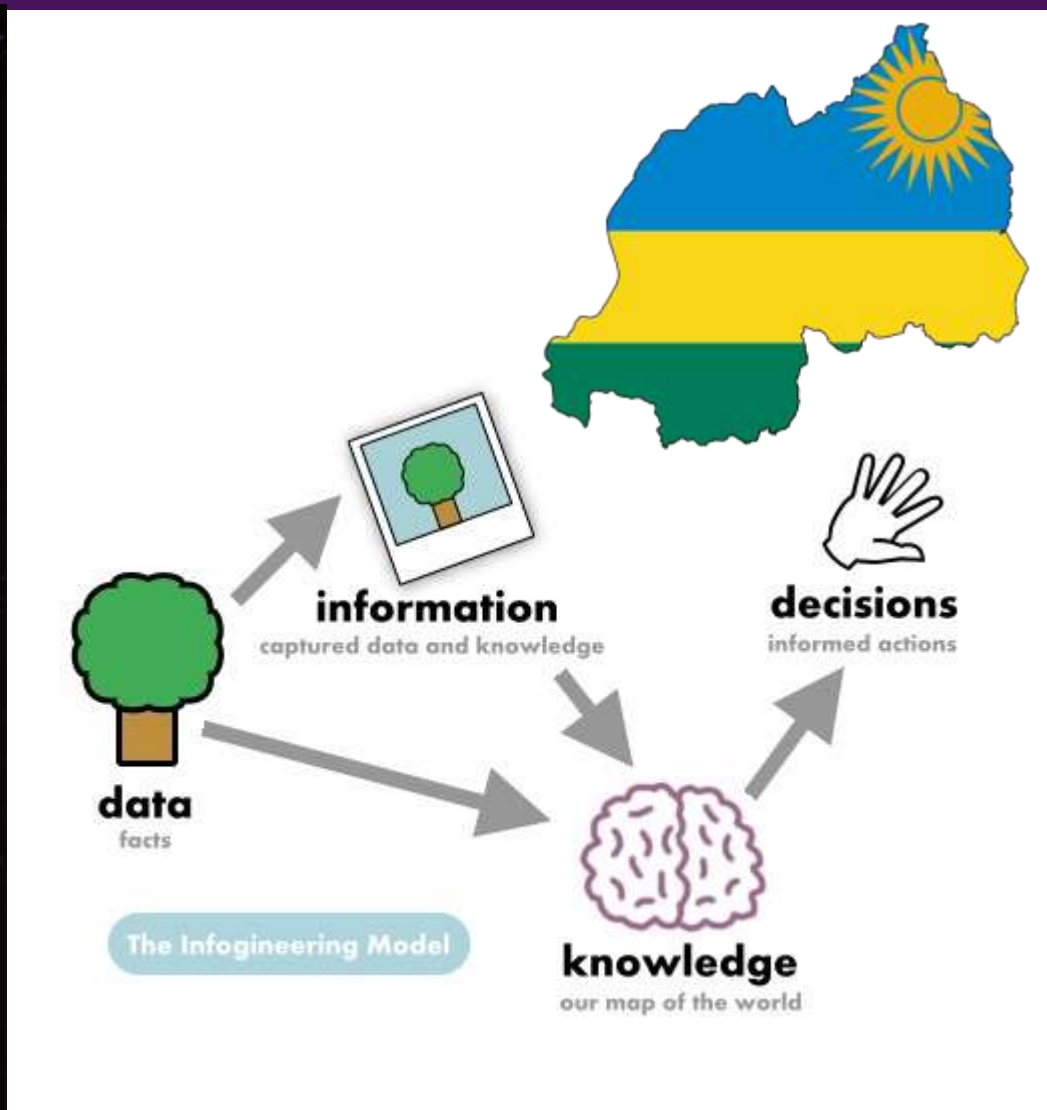 information
captured data and knowledge
decisions
informed actions
data
facts
The Infogineering Model
knowledge
our map of the world